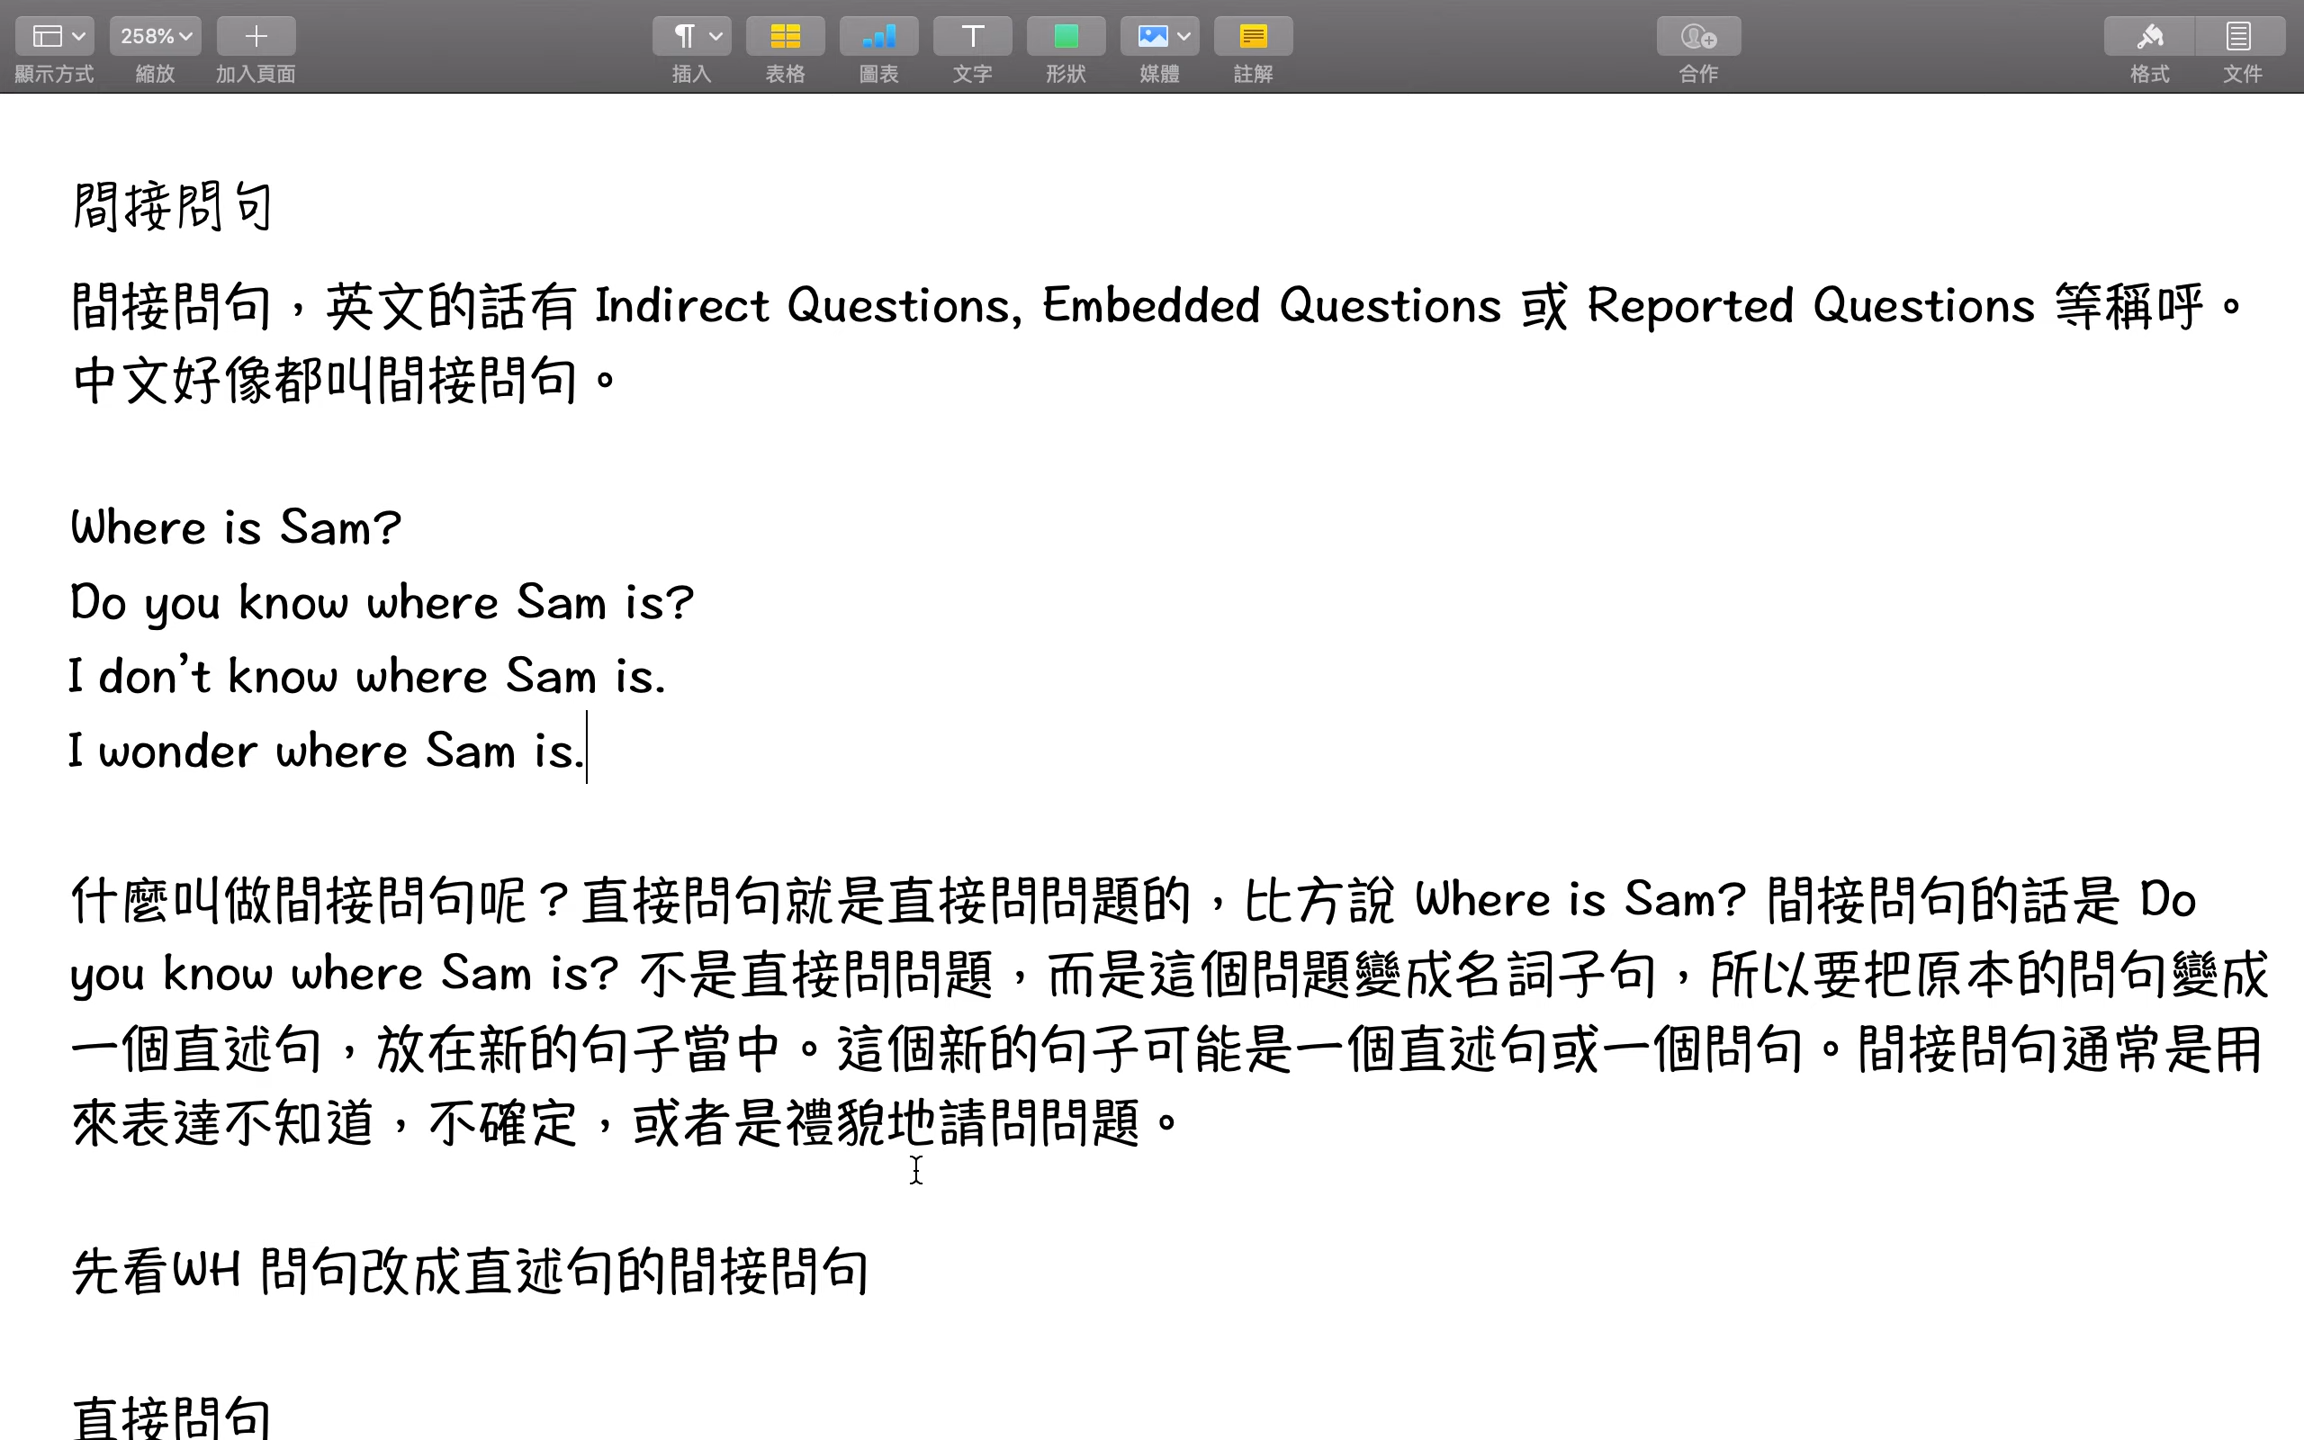 258%
顯示方式 縮放 加入頁面 插入 表格 圖表 文字 形狀 媒體 註解 合作 格式 文件
間接問句
間接問句，英文的話有 Indirect Questions, Embedded Questions 或 Reported Questions 等稱呼。
中文好像都叫間接問句。
Where is Sam?
Do you know where Sam is?
I don’t know where Sam is.
I wonder where Sam is.
什麼叫做間接問句呢？直接問句就是直接問問題的，比方說 Where is Sam? 間接問句的話是 Do
you know where Sam is? 不是直接問問題，而是這個問題變成名詞子句，所以要把原本的問句變成
一個直述句，放在新的句子當中。這個新的句子可能是一個直述句或一個問句。間接問句通常是用
來表達不知道，不確定，或者是禮貌地請問問題。
先看WH 問句改成直述句的間接問句
直接問句